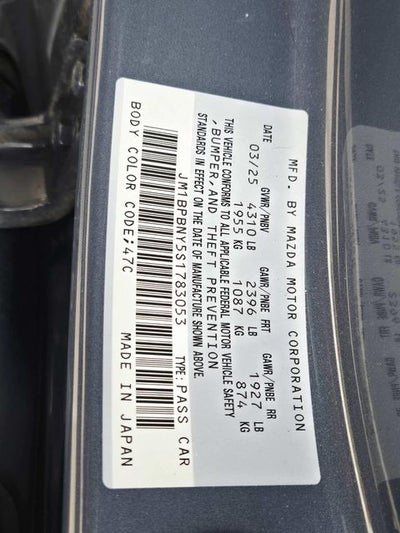 MFD. BY MAZDA MOTOR CORPORATION
DATE GVWR/PNBV GAWR/PNBE FRT GAWR/PNBE RR
03/25 4310 LB 2396 LB 1927 LB
1955 KG 1087 KG 874 KG
THIS VEHICLE CONFORMS TO ALL APPLICABLE FEDERAL MOTOR VEHICLE SAFETY
, BUMPER, AND THEFT PREVENTION
STANDARDS IN EFFECT ON THE DATE OF MANUFACTURE SHOWN ABOVE.
JM1BPBNY5S1783053 TYPE: PASS CAR
BODY COLOR CODE;47C MADE IN JAPAN